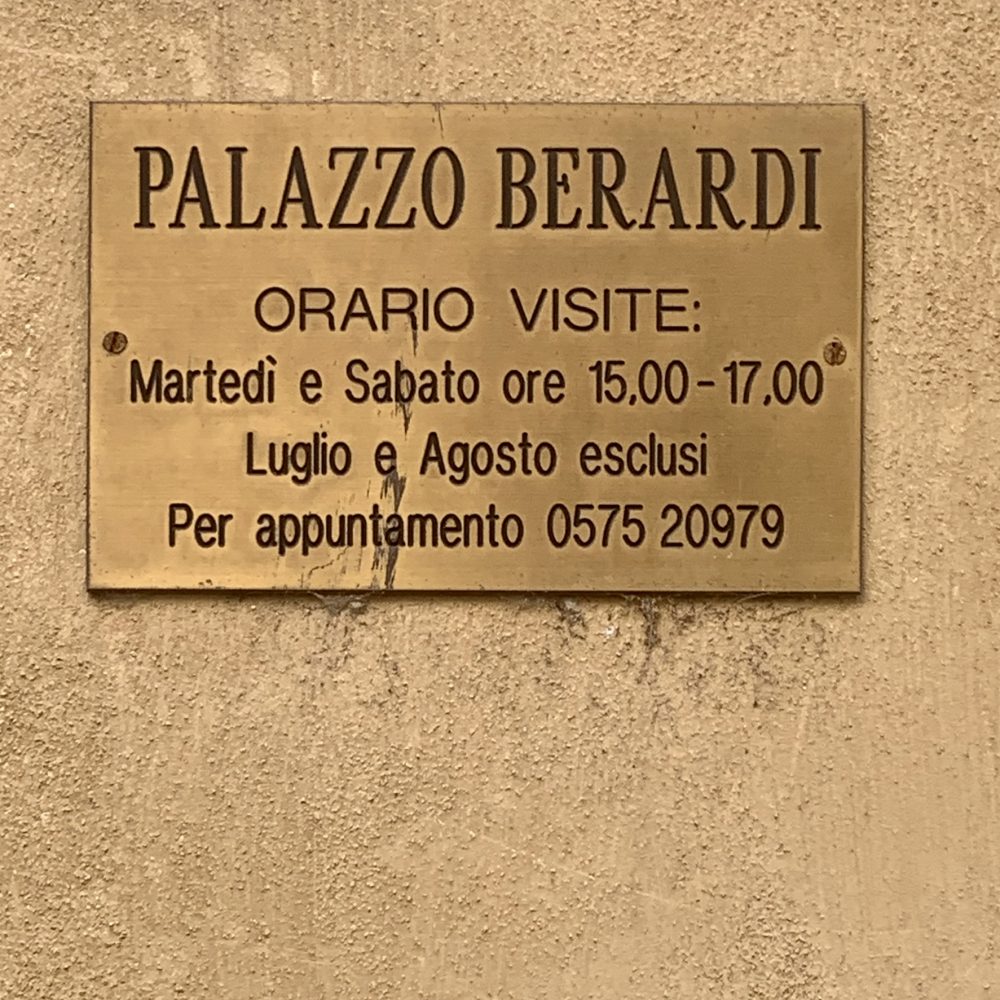 PALAZZO BERARDI
ORARIO VISITE:
Martedì e Sabato ore 15,00-17,00
Luglio e Agosto esclusi
Per appuntamento 0575 20979